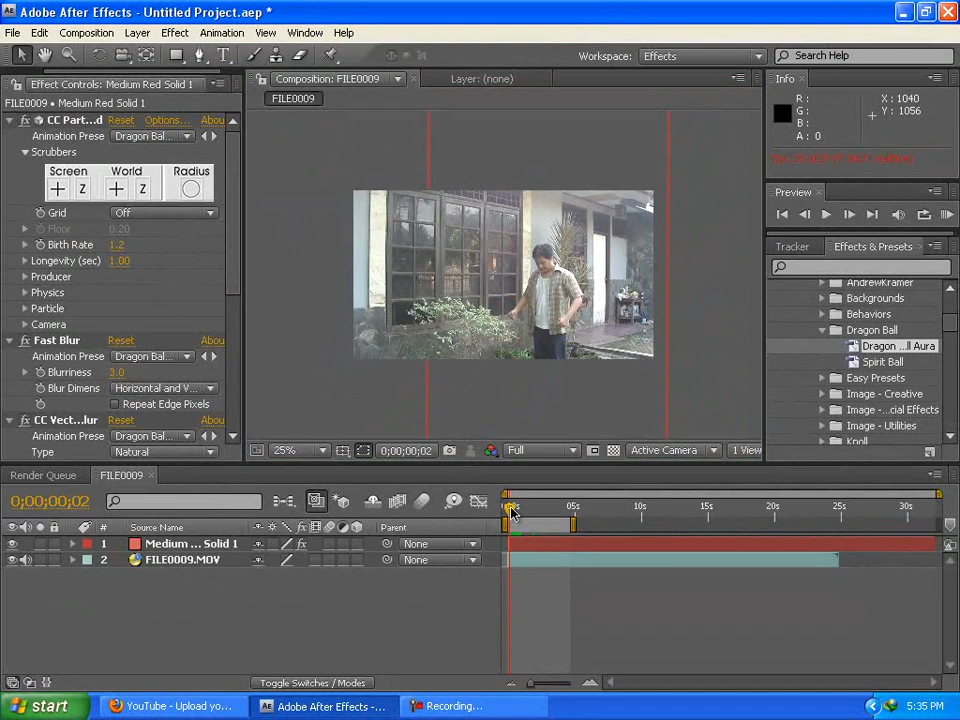 Adobe After Effects - Untitled Project.aep *
File Edit Composition Layer Effect Animation View Window Help
Workspace: Effects Search Help
Effect Controls: Medium Red Solid 1
FILE0009 • Medium Red Solid 1
CC Part...d Reset Options... Abou
Animation Prese Dragon Bal...
Scrubbers
Screen World Radius
Z Z
Grid Off
Floor 0.20
Birth Rate 1.2
Longevity (sec) 1.00
Producer
Physics
Particle
Camera
Fast Blur Reset Abou
Animation Prese Dragon Bal...
Blurriness 3.0
Blur Dimens Horizontal and V...
Repeat Edge Pixels
CC Vect...lur Reset Abou
Animation Prese Dragon Bal...
Type Natural
Composition: FILE0009 Layer: (none)
FILE0009
25% 0;00;00;02 Full Active Camera 1 View
Info
R :
G :
B :
A : 0
X : 1040
Y : 1056
Preview
Tracker Effects & Presets
AndrewKramer
Backgrounds
Behaviors
Dragon Ball
Dragon ...ll Aura
Spirit Ball
Easy Presets
Image - Creative
Image - ...cial Effects
Image - Utilities
Knoll
Render Queue FILE0009
0;00;00;02
05s 10s 15s 20s 25s 30s
# Source Name Parent
1 Medium ... Solid 1 None
2 FILE0009.MOV None
Toggle Switches / Modes
start YouTube - Upload yo... Adobe After Effects - ... Recording... 5:35 PM